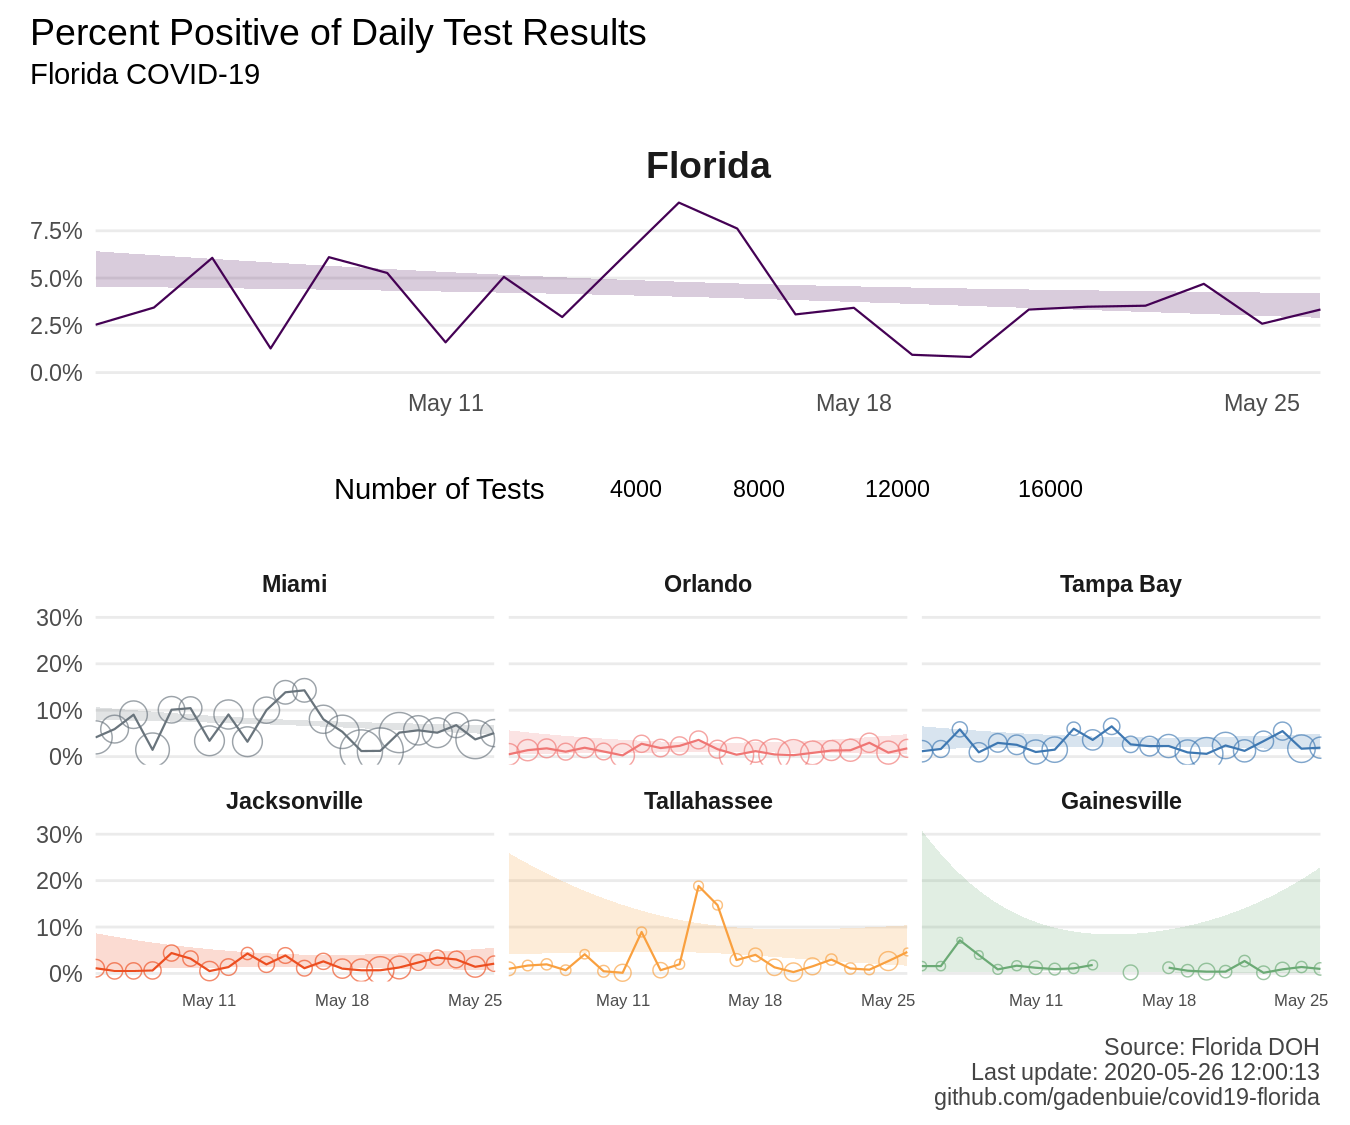 Percent Positive of Daily Test Results
Florida COVID-19
Florida
7.5%
5.0%
2.5%
0.0%
May 11 May 18 May 25
Number of Tests 4000 8000 12000 16000
Miami Orlando Tampa Bay
30%
20%
10%
0%
Jacksonville Tallahassee Gainesville
30%
20%
10%
0%
May 11 May 18 May 25 May 11 May 18 May 25 May 11 May 18 May 25
Source: Florida DOH
Last update: 2020-05-26 12:00:13
github.com/gadenbuie/covid19-florida